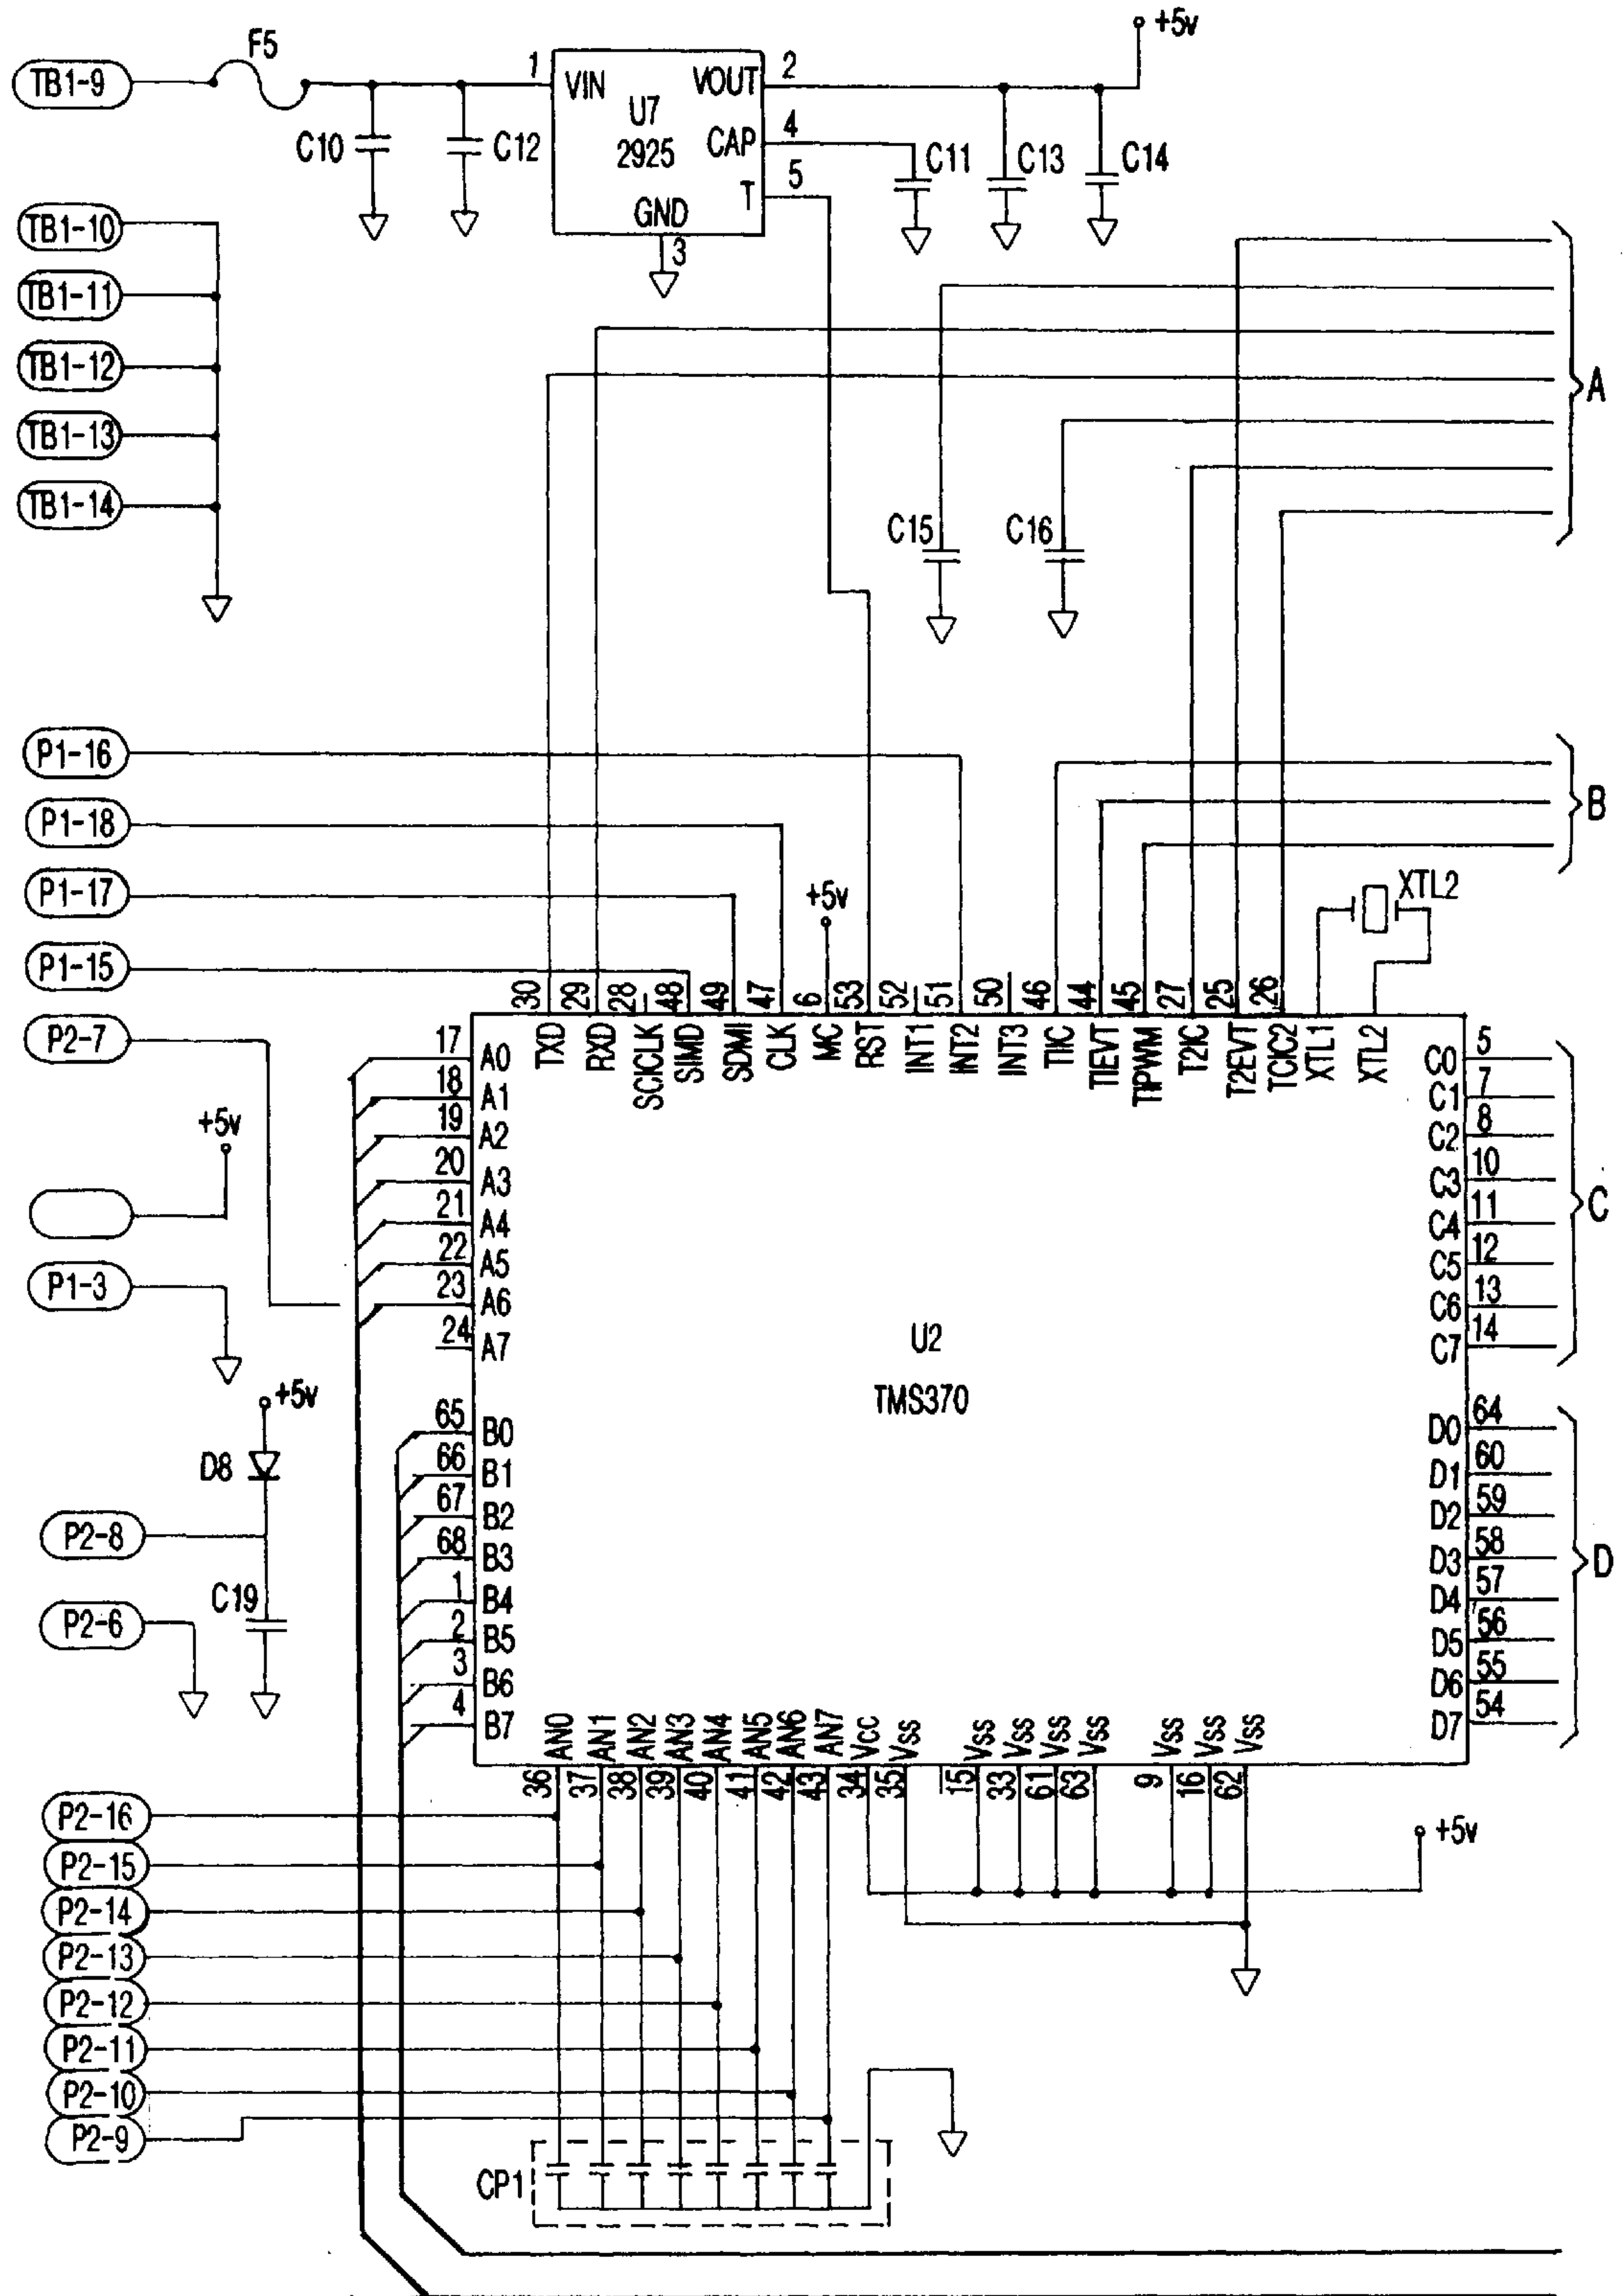 +5v
F5
TB1-9
1
VIN
VOUT
2
U7
2925
CAP
4
T
5
GND
3
C10
C12
C11
C13
C14
TB1-10
TB1-11
TB1-12
TB1-13
TB1-14
A
C15
C16
P1-16
P1-18
P1-17
P1-15
P2-7
B
+5v
XTL2
30
29
28
48
49
47
6
53
52
51
50
46
44
45
27
25
26
TXD
RXD
SCICLK
SIMD
SDMI
CLK
MC
RST
INT1
INT2
INT3
TIIC
TIEVT
TIPWM
T2IC
T2EVT
TCIC2
XTL1
XTL2
17 A0
18 A1
19 A2
20 A3
21 A4
22 A5
23 A6
24 A7
C0 5
C1 7
C2 8
C3 10
C4 11
C5 12
C6 13
C7 14
C
+5v
P1-3
U2
TMS370
+5v
D8
P2-8
C19
P2-6
65 B0
66 B1
67 B2
68 B3
1 B4
2 B5
3 B6
4 B7
D0 64
D1 60
D2 59
D3 58
D4 57
D5 56
D6 55
D7 54
D
AN0
AN1
AN2
AN3
AN4
AN5
AN6
AN7
Vcc
Vss
Vss
Vss
Vss
Vss
Vss
Vss
Vss
36
37
38
39
40
41
42
43
34
35
15
33
61
63
9
16
62
+5v
P2-16
P2-15
P2-14
P2-13
P2-12
P2-11
P2-10
P2-9
CP1